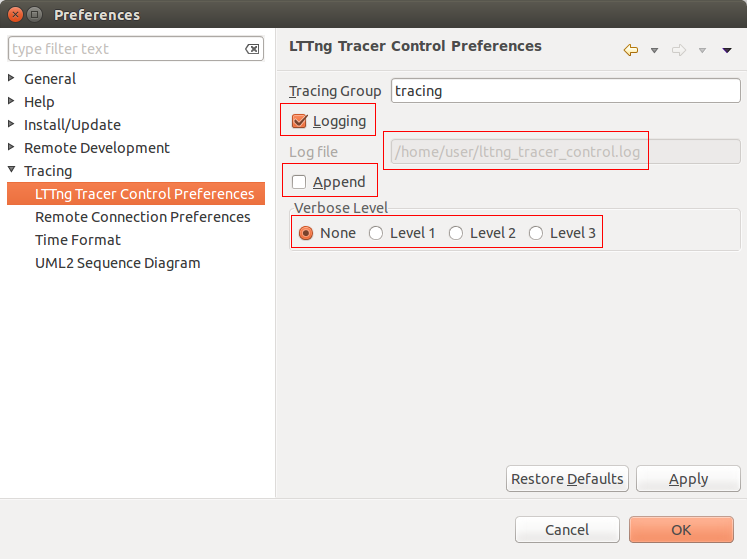 Preferences
type filter text
General
Help
Install/Update
Remote Development
Tracing
LTTng Tracer Control Preferences
Remote Connection Preferences
Time Format
UML2 Sequence Diagram
LTTng Tracer Control Preferences
Tracing Group tracing
Logging
Log file /home/user/lttng_tracer_control.log
Append
Verbose Level
None Level 1 Level 2 Level 3
Restore Defaults Apply
Cancel OK